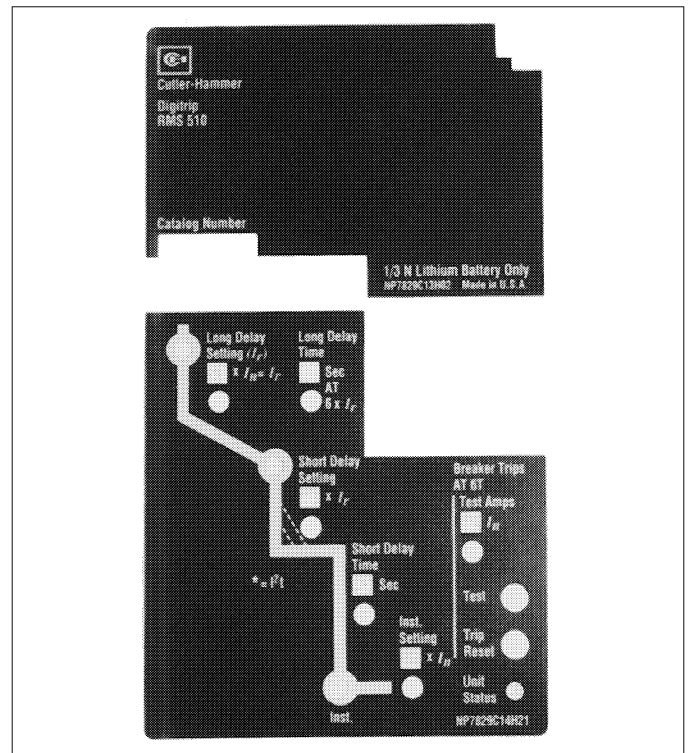 Cutler-Hammer
Digitrip
RMS 510
Catalog Number
1/3 N Lithium Battery Only
NP7829C13H02 Made in U.S.A.
Long Delay
Setting (Ir)
x In = Ir
Long Delay
Time
Sec
AT
6 x Ir
Short Delay
Setting
x Ir
Breaker Trips
AT 6T
Test Amps
In
Short Delay
Time
Sec
* = I²t
Test
Inst.
Setting
x In
Trip
Reset
Unit
Status
Inst.
NP7829C14H21